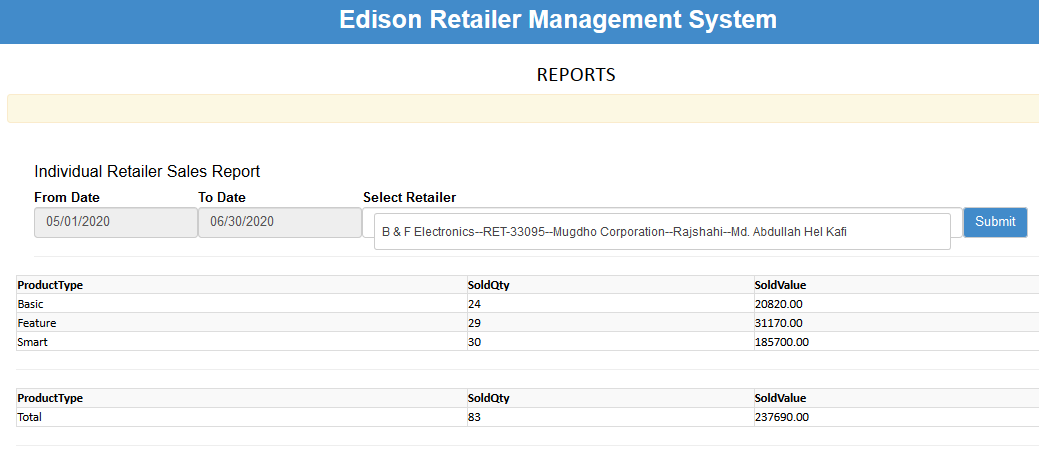 Edison Retailer Management System
REPORTS
Individual Retailer Sales Report
From Date To Date Select Retailer
05/01/2020 06/30/2020 B & F Electronics--RET-33095--Mugdho Corporation--Rajshahi--Md. Abdullah Hel Kafi Submit
ProductType SoldQty SoldValue
Basic 24 20820.00
Feature 29 31170.00
Smart 30 185700.00
ProductType SoldQty SoldValue
Total 83 237690.00